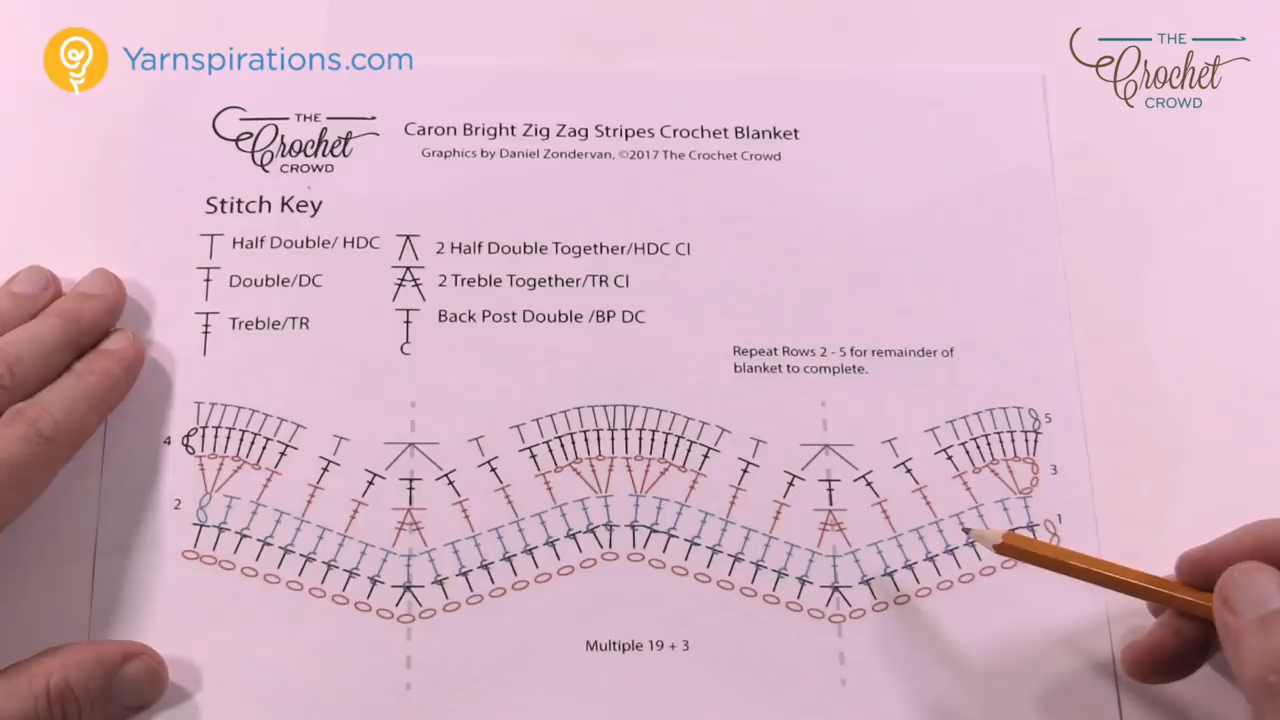 Yarnspirations.com
THE
Crochet
CROWD
THE
Crochet
CROWD
Caron Bright Zig Zag Stripes Crochet Blanket
Graphics by Daniel Zondervan, ©2017 The Crochet Crowd
Stitch Key
Half Double/ HDC
2 Half Double Together/HDC Cl
Double/DC
2 Treble Together/TR Cl
Treble/TR
Back Post Double /BP DC
Repeat Rows 2 - 5 for remainder of
blanket to complete.
5
4
3
2
1
Multiple 19 + 3